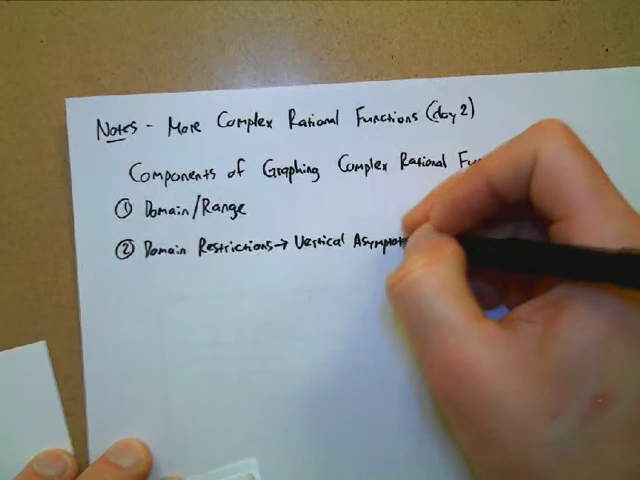 Notes - More Complex Rational Functions (day 2)
Components of Graphing Complex Rational
① Domain/Range
② Domain Restrictions → Vertical